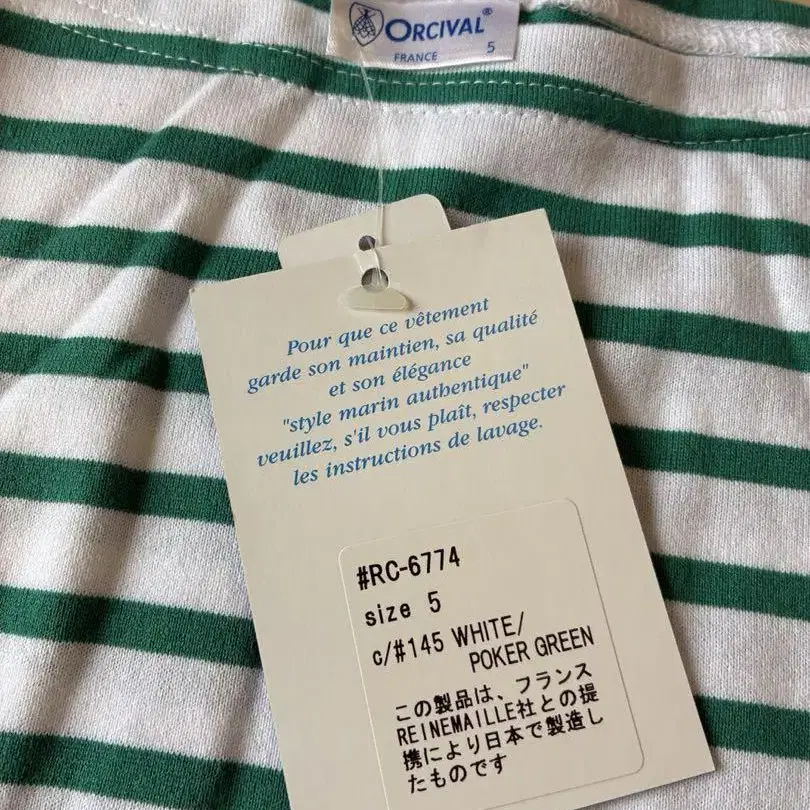 ORCIVAL®
FRANCE 5
Pour que ce vêtement
garde son maintien, sa qualité
et son élégance
"style marin authentique"
veuillez, s'il vous plaît, respecter
les instructions de lavage.
#RC-6774
size 5
c/#145 WHITE/
POKER GREEN
この製品は、フランス
REINEMAILLE社との提
携により日本で製造し
たものです